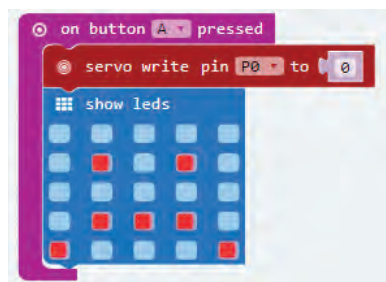 on button A pressed
servo write pin P0 to 0
show leds